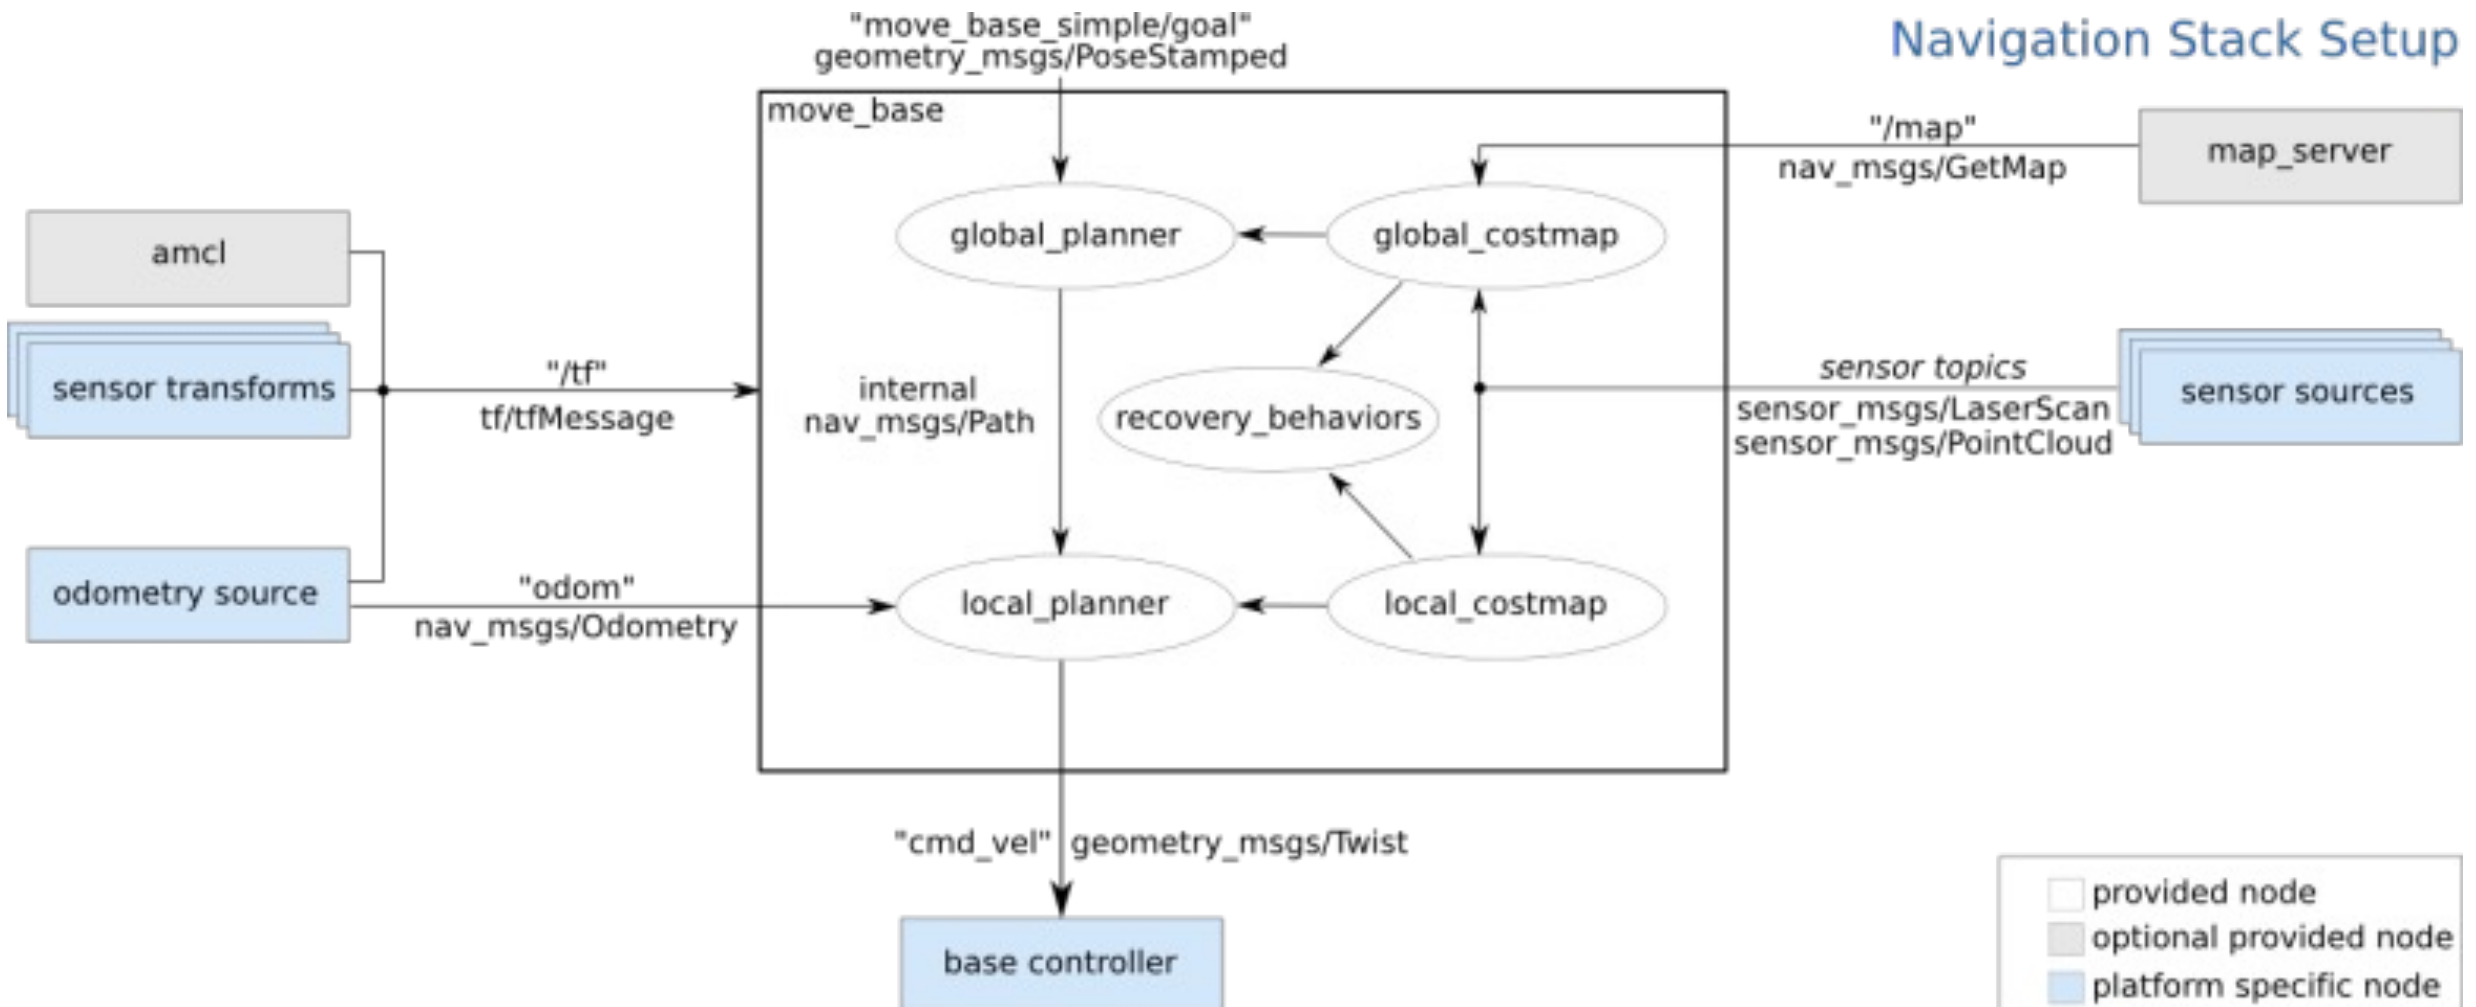 "move_base_simple/goal"
geometry_msgs/PoseStamped
Navigation Stack Setup
move_base
"/map"
nav_msgs/GetMap
map_server
amcl
global_planner
global_costmap
sensor transforms
"/tf"
tf/tfMessage
internal
nav_msgs/Path
recovery_behaviors
sensor topics
sensor_msgs/LaserScan
sensor_msgs/PointCloud
sensor sources
odometry source
"odom"
nav_msgs/Odometry
local_planner
local_costmap
"cmd_vel" geometry_msgs/Twist
base controller
provided node
optional provided node
platform specific node